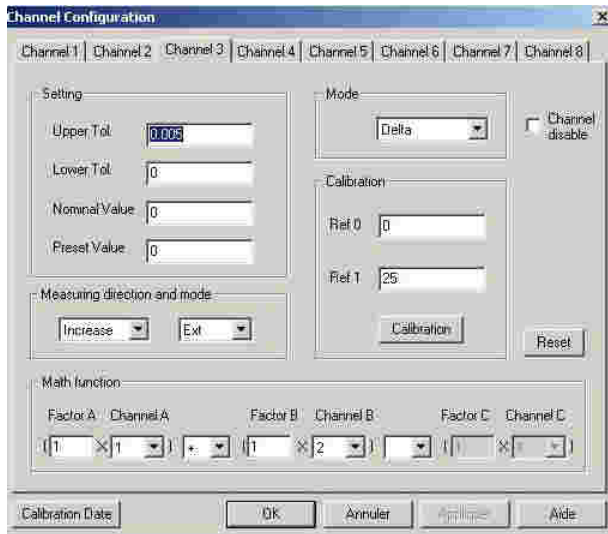 Channel Configuration
Channel 1 Channel 2 Channel 3 Channel 4 Channel 5 Channel 6 Channel 7 Channel 8
Setting
Upper Tol. 0.005
Lower Tol. 0
Nominal Value 0
Preset Value 0
Mode
Delta
Channel disable
Calibration
Ref 0 0
Ref 1 25
Calibration
Measuring direction and mode
Increase Ext
Reset
Math function
Factor A Channel A Factor B Channel B Factor C Channel C
( 1 X 1 ) + ( 1 X 2 ) ( 1 X )
Calibration Date OK Annuler Appliquer Aide